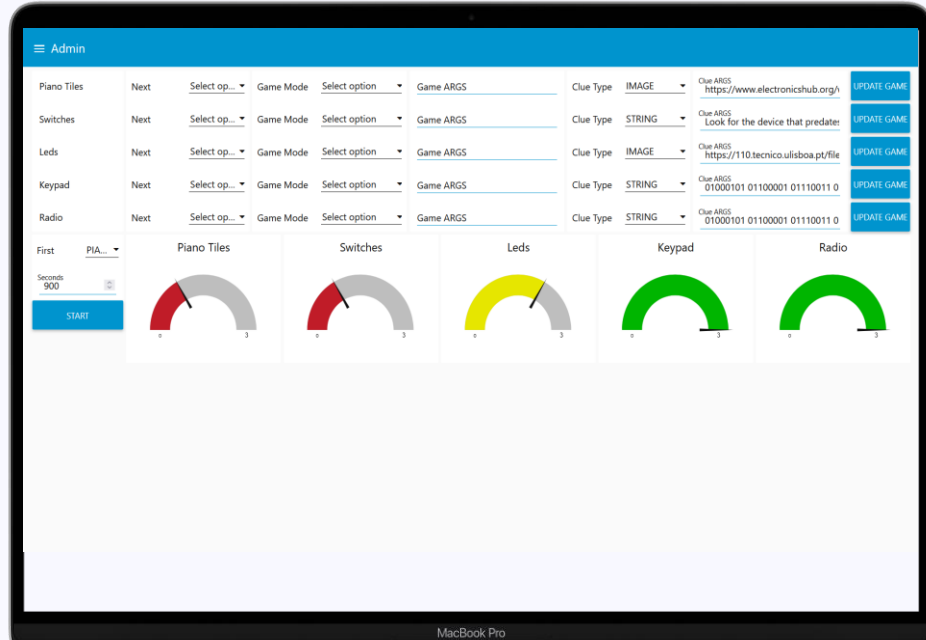 Admin
Piano Tiles Next Select op... Game Mode Select option Game ARGS Clue Type IMAGE Clue ARGS https://www.electronicshub.org/ UPDATE GAME
Switches Next Select op... Game Mode Select option Game ARGS Clue Type STRING Clue ARGS Look for the device that predates UPDATE GAME
Leds Next Select op... Game Mode Select option Game ARGS Clue Type IMAGE Clue ARGS https://110.tecnico.ulisboa.pt/file UPDATE GAME
Keypad Next Select op... Game Mode Select option Game ARGS Clue Type STRING Clue ARGS 01000101 01100001 01110011 0 UPDATE GAME
Radio Next Select op... Game Mode Select option Game ARGS Clue Type STRING Clue ARGS 01000101 01100001 01110011 0 UPDATE GAME
First PIA... Piano Tiles Switches Leds Keypad Radio
Seconds
900
START
0 3 0 3 0 3 0 3 0 3
MacBook Pro